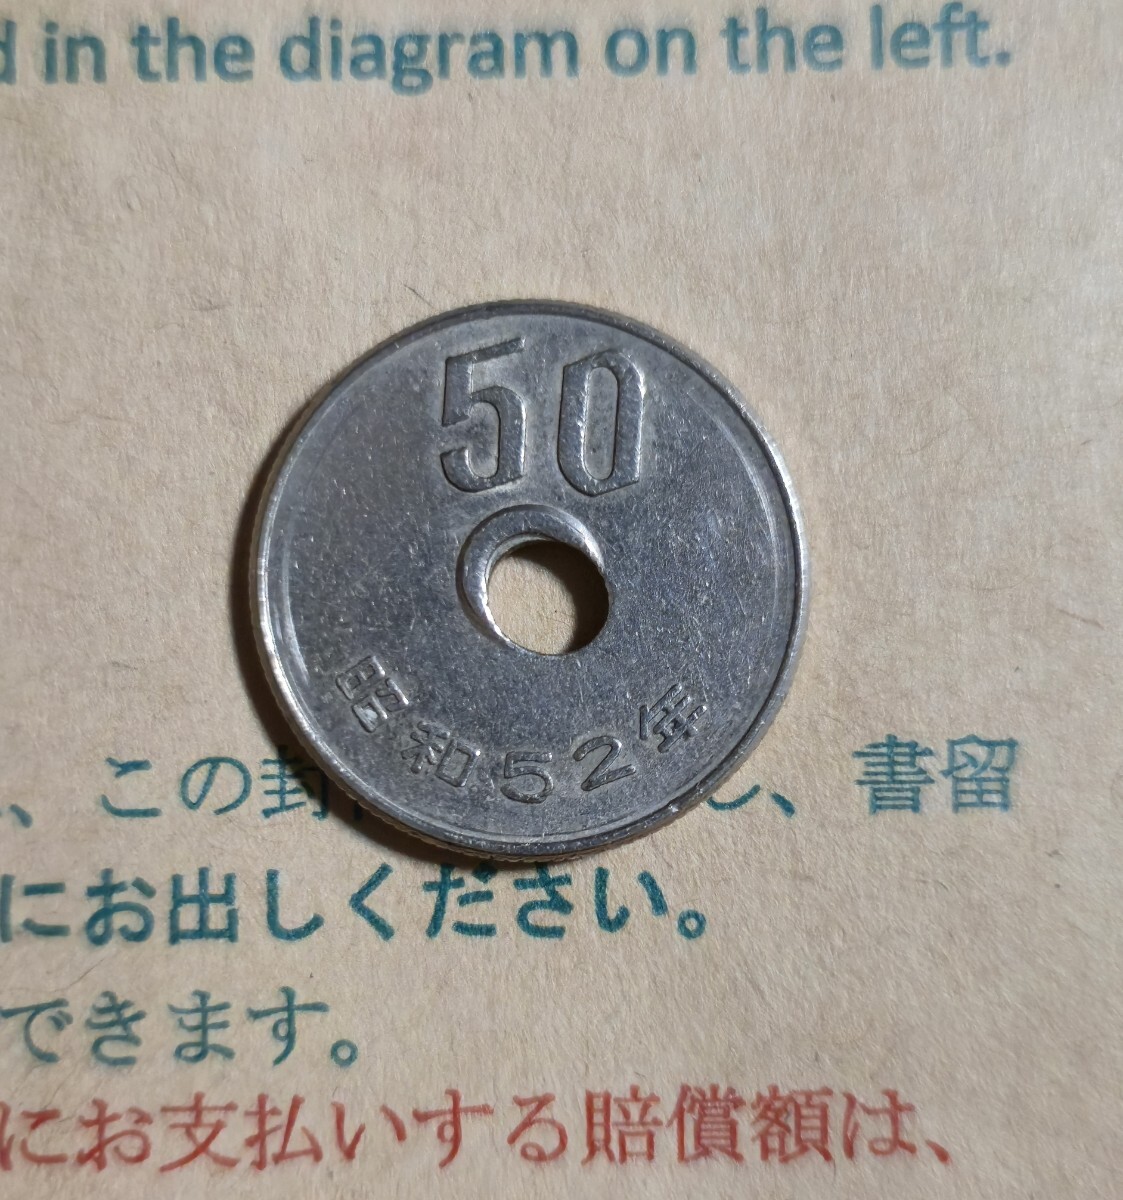 in the diagram on the left.
50
昭和52年
、この封 し、書留
にお出しください。
できます。
にお支払いする賠償額は、